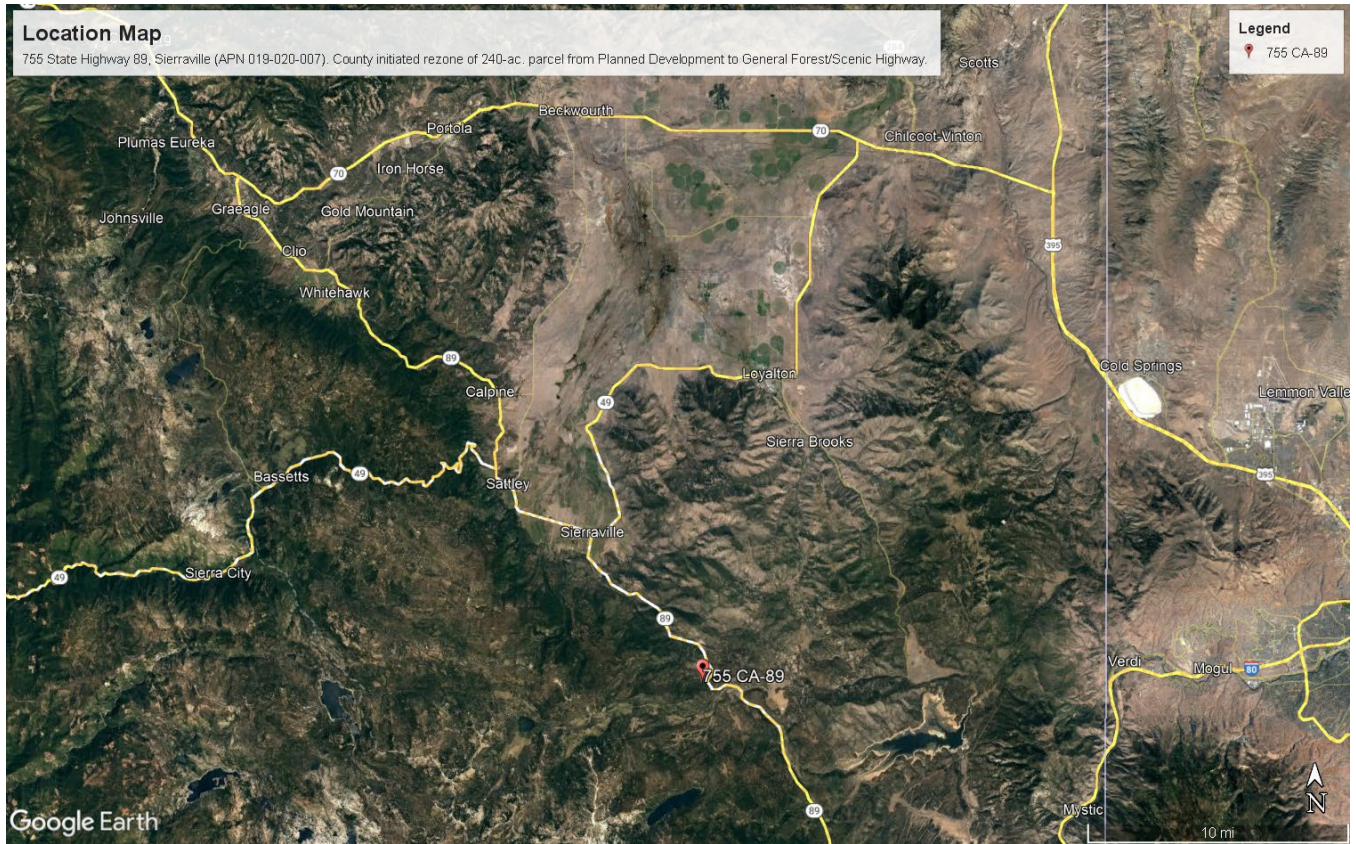 Location Map
755 State Highway 89, Sierraville (APN 019-020-007). County initiated rezone of 240-ac. parcel from Planned Development to General Forest/Scenic Highway.
Legend
755 CA-89
Scotts
Beckwourth
Portola
70
Chilcoot-Vinton
Plumas Eureka
Iron Horse
70
Johnsville
Graeagle
Gold Mountain
Clio
395
Whitehawk
89
Cold Springs
Loyalton
Calpine
Lemmon Valle
49
Sierra Brooks
Bassetts
49
Sattley
395
Sierraville
Sierra City
49
89
755 CA-89
Verdi
Mogul
80
Mystic
89
N
Google Earth
10 mi